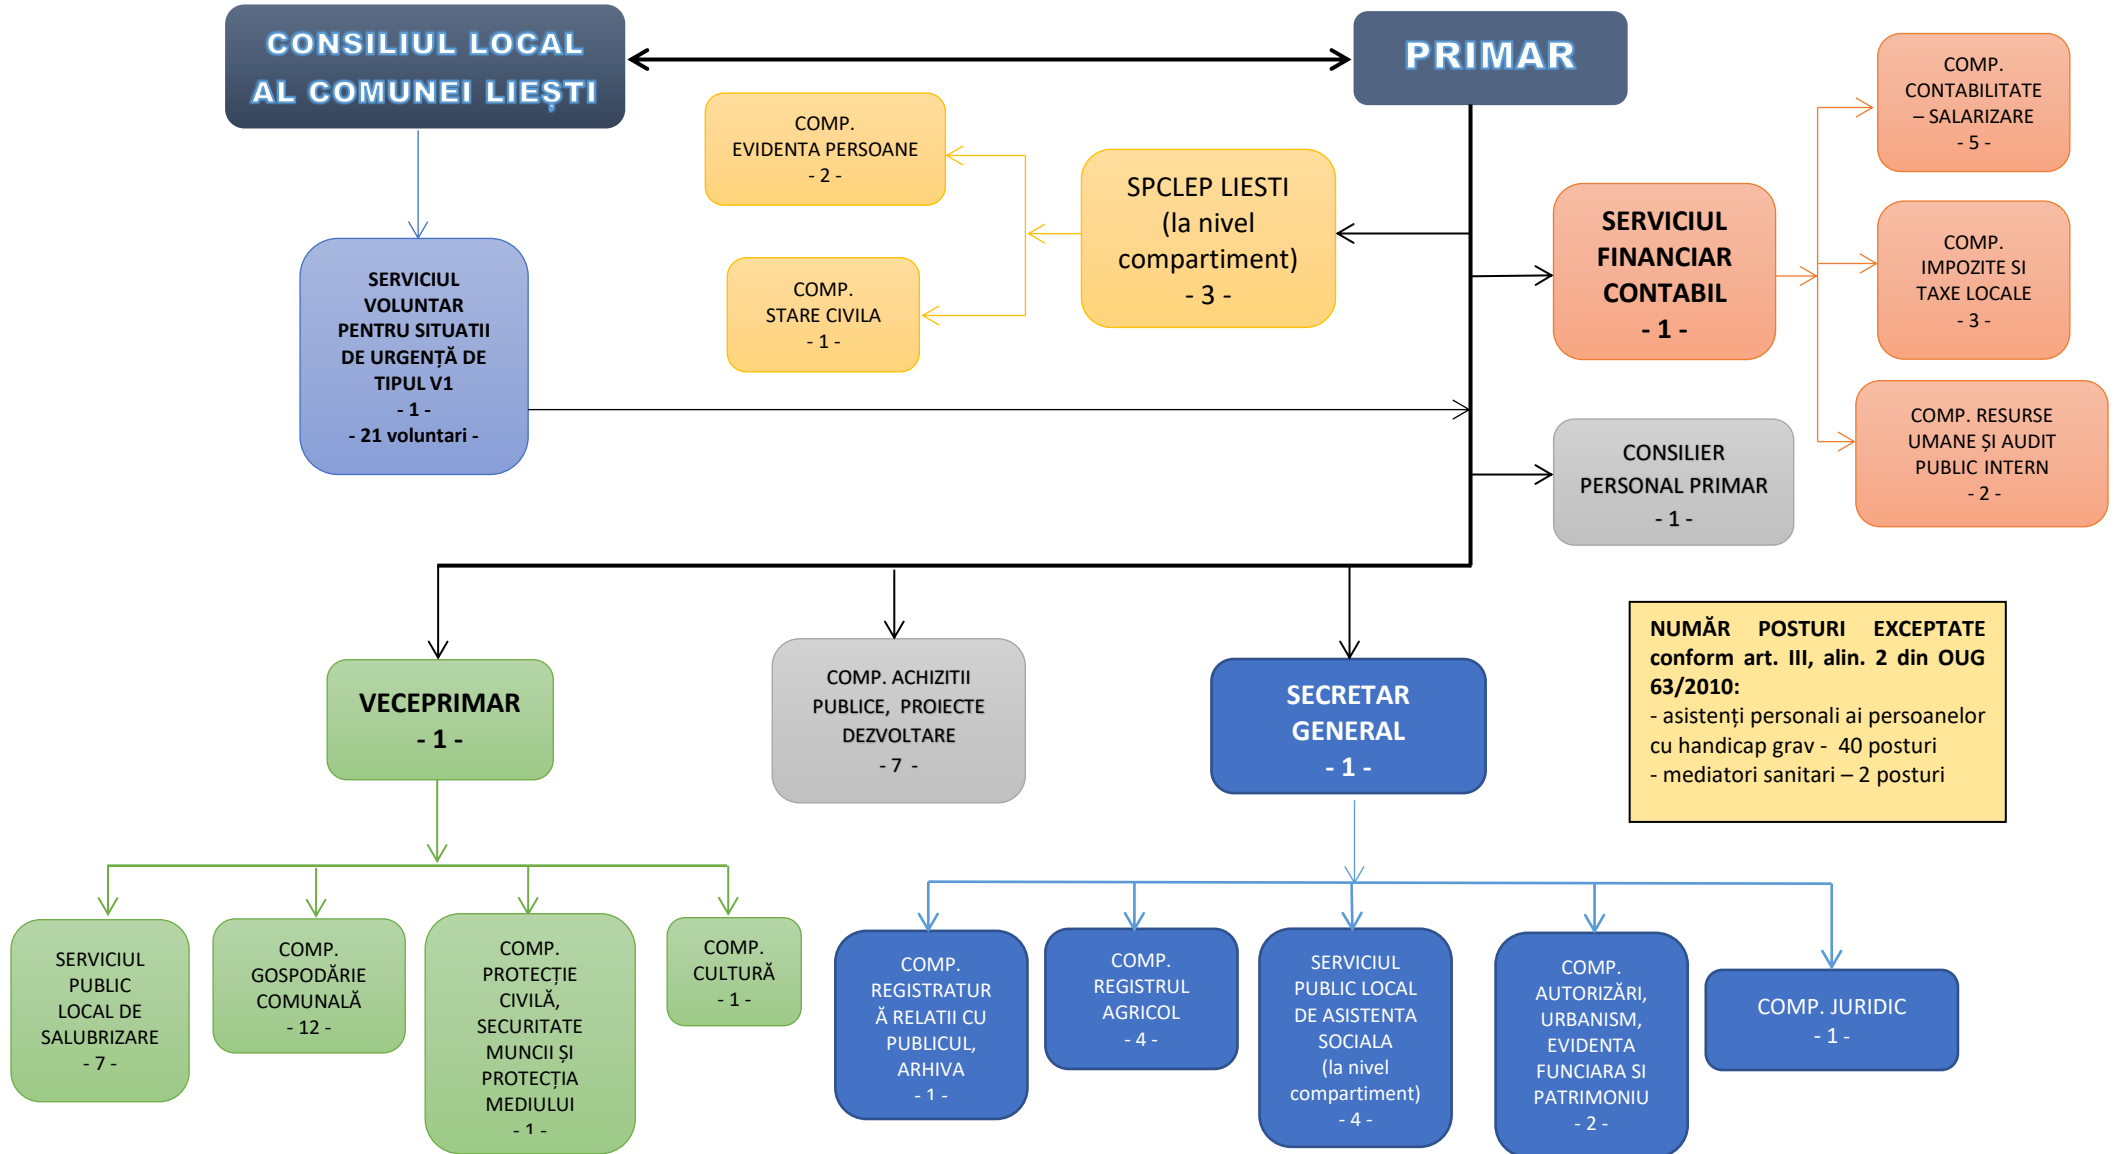 CONSILIUL LOCAL
AL COMUNEI LIEȘTI
PRIMAR
COMP.
EVIDENTA PERSOANE
- 2 -
COMP.
STARE CIVILA
- 1 -
SPCLEP LIESTI
(la nivel
compartiment)
- 3 -
SERVICIUL
FINANCIAR
CONTABIL
- 1 -
COMP.
CONTABILITATE
– SALARIZARE
- 5 -
COMP.
IMPOZITE SI
TAXE LOCALE
- 3 -
COMP. RESURSE
UMANE ȘI AUDIT
PUBLIC INTERN
- 2 -
SERVICIUL
VOLUNTAR
PENTRU SITUATII
DE URGENȚĂ DE
TIPUL V1
- 1 -
- 21 voluntari -
CONSILIER
PERSONAL PRIMAR
- 1 -
VECEPRIMAR
- 1 -
COMP. ACHIZITII
PUBLICE, PROIECTE
DEZVOLTARE
- 7 -
SECRETAR
GENERAL
- 1 -
NUMĂR POSTURI EXCEPTATE
conform art. III, alin. 2 din OUG
63/2010:
- asistenți personali ai persoanelor
cu handicap grav - 40 posturi
- mediatori sanitari – 2 posturi
SERVICIUL
PUBLIC
LOCAL DE
SALUBRIZARE
- 7 -
COMP.
GOSPODĂRIE
COMUNALĂ
- 12 -
COMP.
PROTECȚIE
CIVILĂ,
SECURITATE
MUNCII ȘI
PROTECȚIA
MEDIULUI
- 1 -
COMP.
CULTURĂ
- 1 -
COMP.
REGISTRATUR
Ă RELATII CU
PUBLICUL,
ARHIVA
- 1 -
COMP.
REGISTRUL
AGRICOL
- 4 -
SERVICIUL
PUBLIC LOCAL
DE ASISTENTA
SOCIALA
(la nivel
compartiment)
- 4 -
COMP.
AUTORIZĂRI,
URBANISM,
EVIDENTA
FUNCIARA SI
PATRIMONIU
- 2 -
COMP. JURIDIC
- 1 -